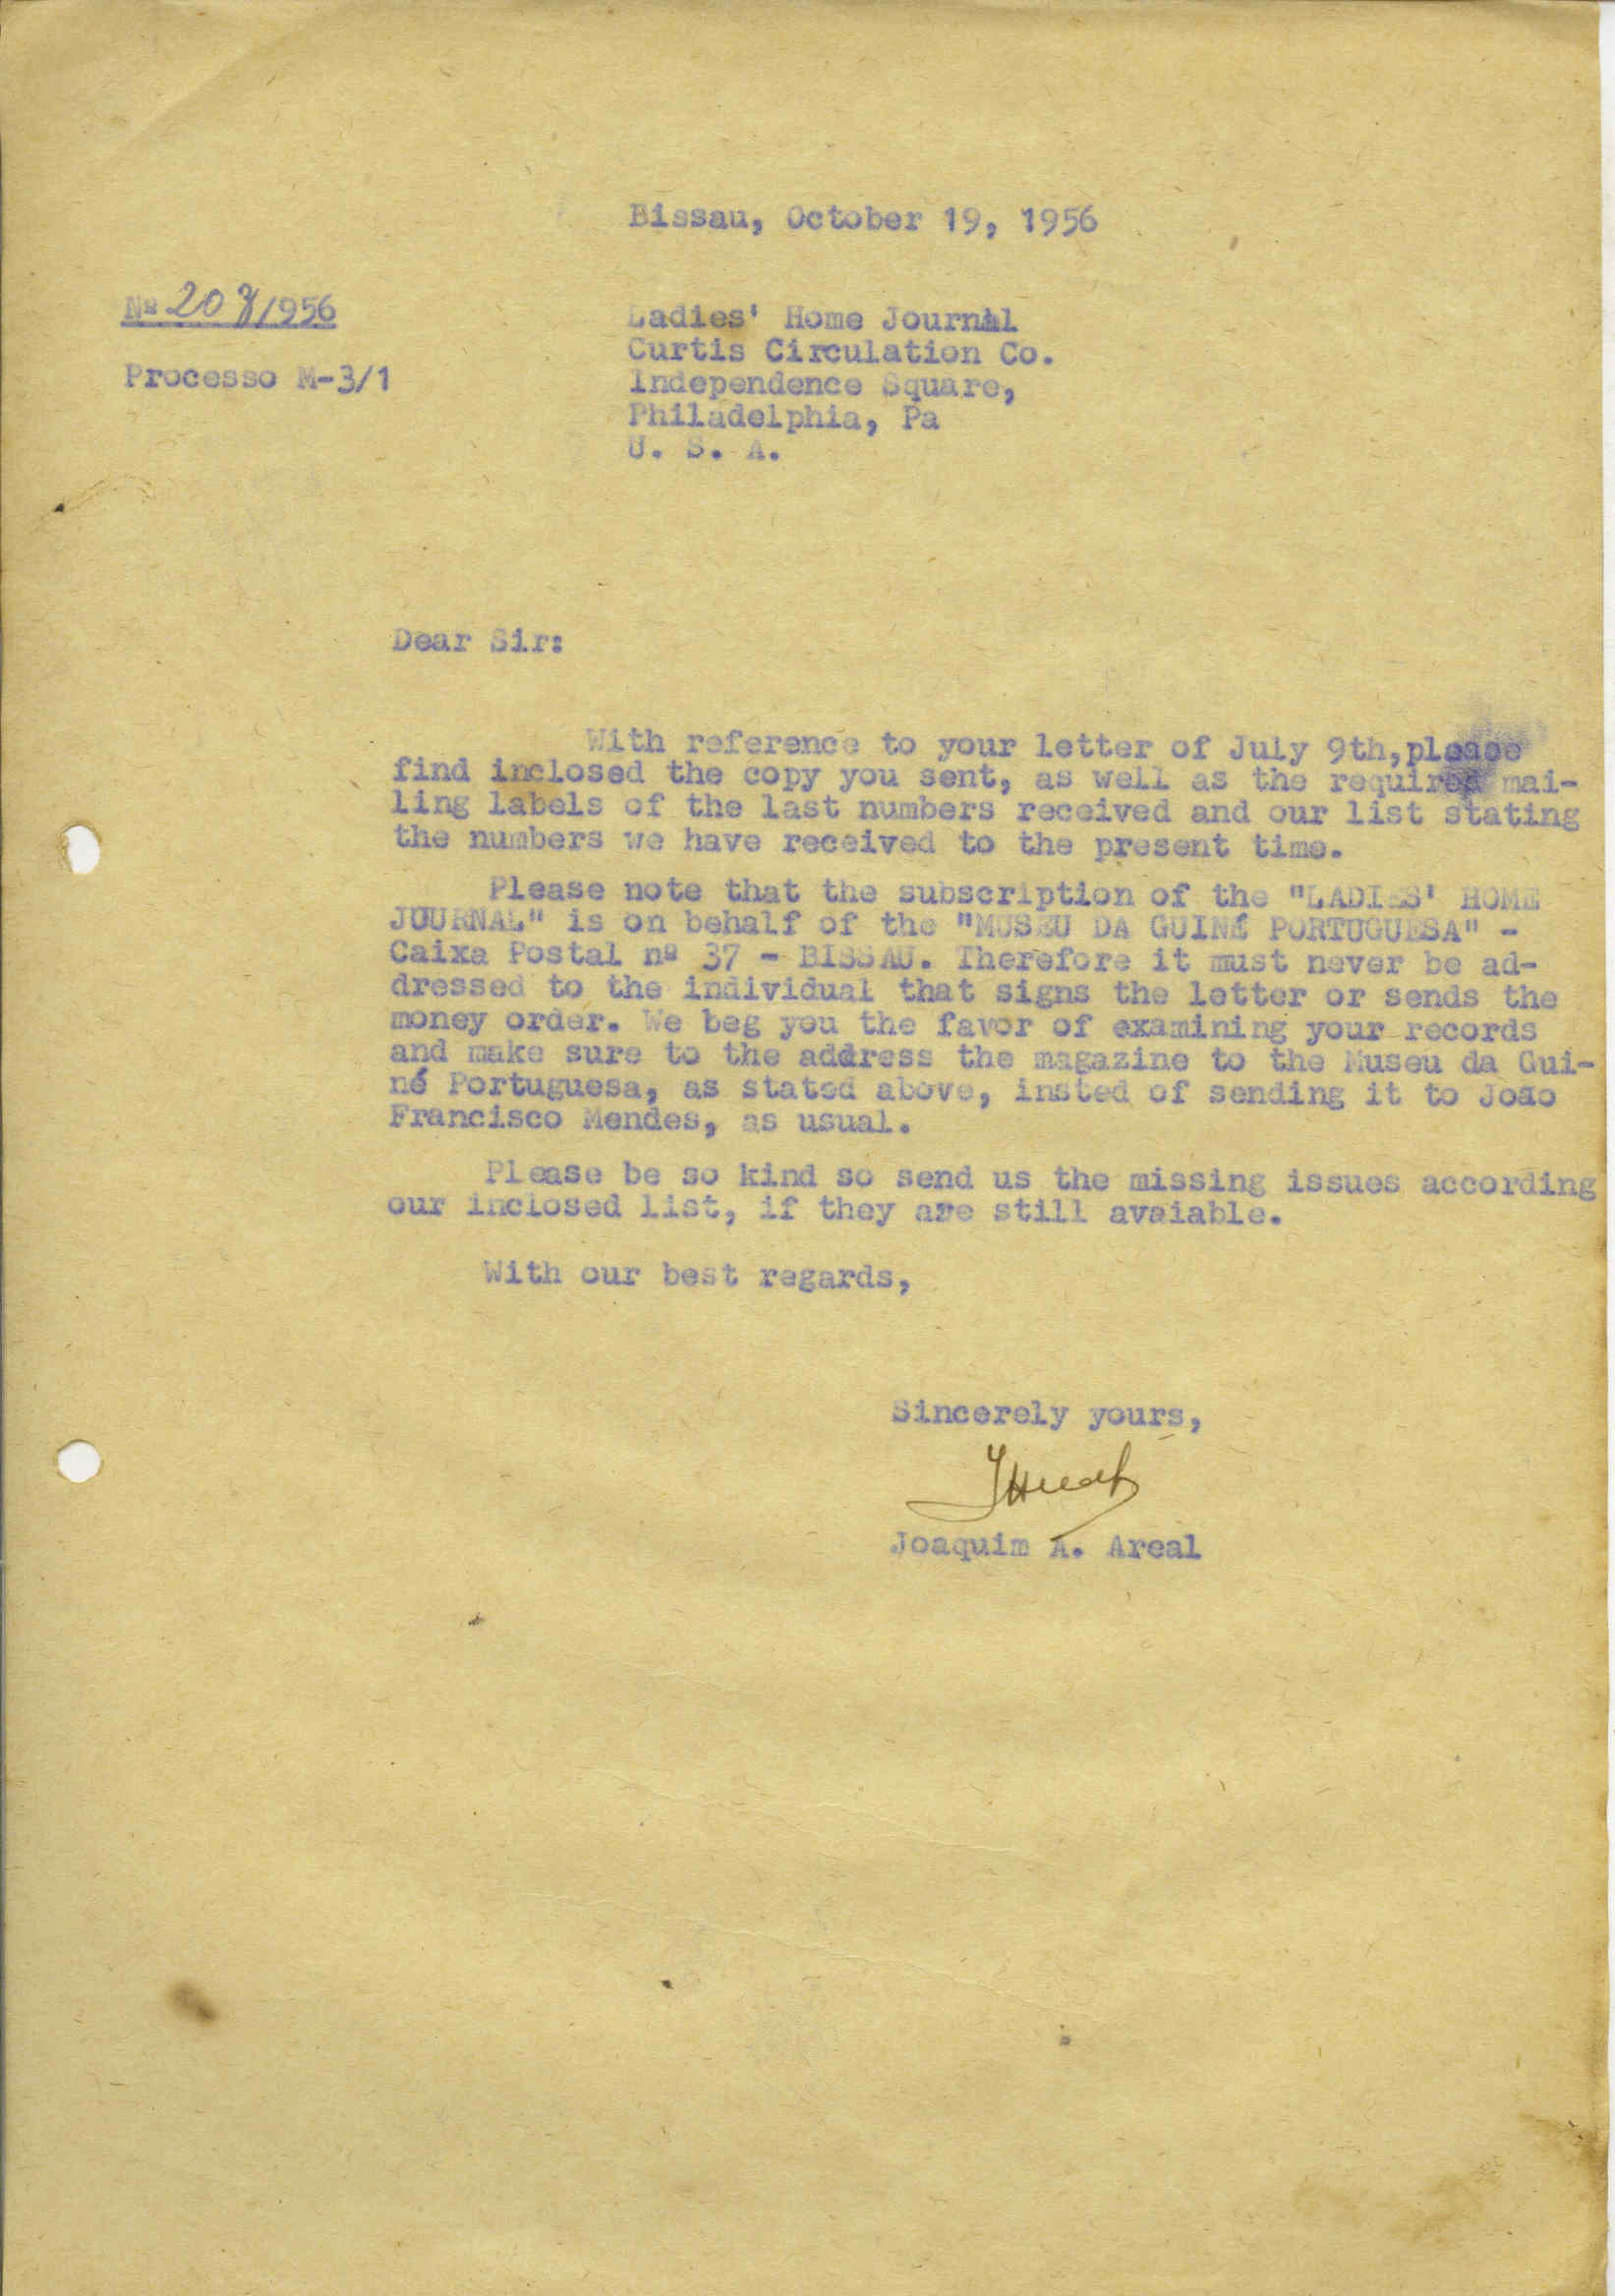 Bissau, October 19, 1956
Nº 207/1956
Processo M-3/1
Ladies' Home Journal
Curtis Circulation Co.
Independence Square,
Philadelphia, Pa
U. S. A.
Dear Sir:
With reference to your letter of July 9th,please
find inclosed the copy you sent, as well as the required mai-
ling labels of the last numbers received and our list stating
the numbers we have received to the present time.
Please note that the subscription of the "LADIES' HOME
JOURNAL" is on behalf of the "MUSEU DA GUINé PORTUGUESA" -
Caixa Postal nº 37 - BISSAU. Therefore it must never be ad-
dressed to the individual that signs the letter or sends the
money order. We beg you the favor of examining your records
and make sure to the address the magazine to the Museu da Gui-
né Portuguesa, as stated above, insted of sending it to João
Francisco Mendes, as usual.
Please be so kind so send us the missing issues according
our inclosed list, if they are still avaiable.
With our best regards,
Sincerely yours,
Joaquim A. Areal